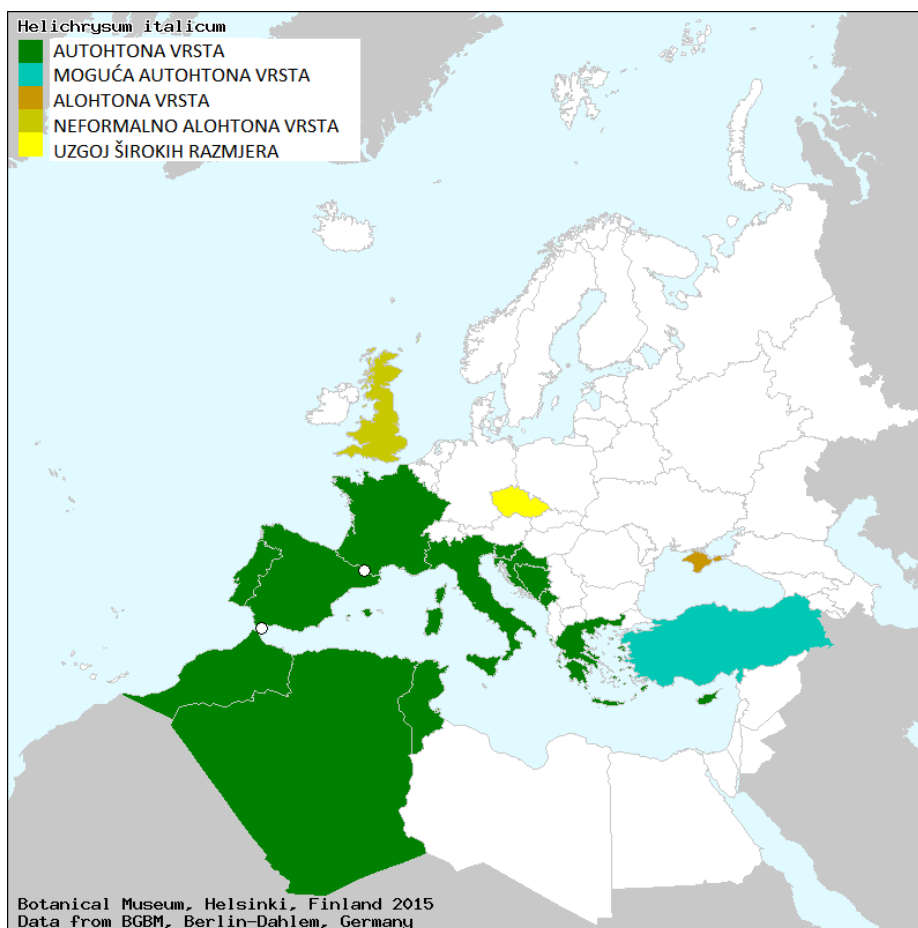 Helichrysum italicum
AUTOHTONA VRSTA
MOGUĆA AUTOHTONA VRSTA
ALOHTONA VRSTA
NEFORMALNO ALOHTONA VRSTA
UZGOJ ŠIROKIH RAZMJERA
Botanical Museum, Helsinki, Finland 2015
Data from BGBM, Berlin-Dahlem, Germany